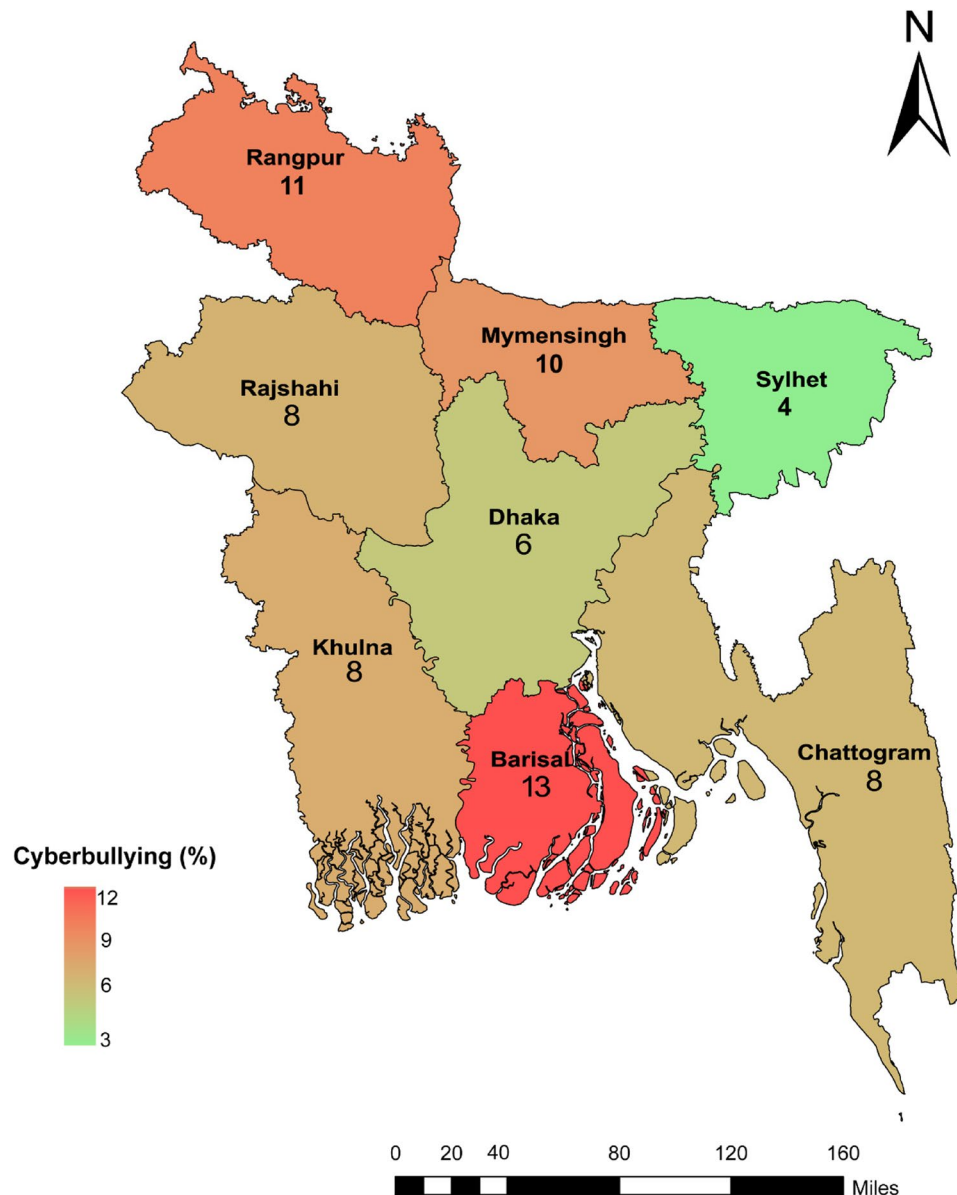 N
Rangpur
11
Mymensingh
10
Sylhet
4
Rajshahi
8
Dhaka
6
Khulna
8
Barisal
13
Chattogram
8
Cyberbullying (%)
12
9
6
3
0 20 40 80 120 160
Miles